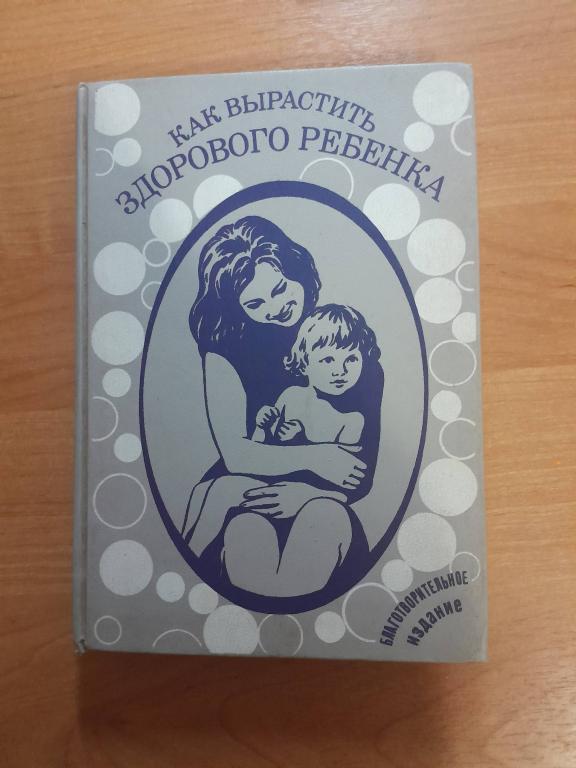 КАК ВЫРАСТИТЬ
ЗДОРОВОГО РЕБЕНКА
БЛАГОТВОРИТЕЛЬНОЕ
издание